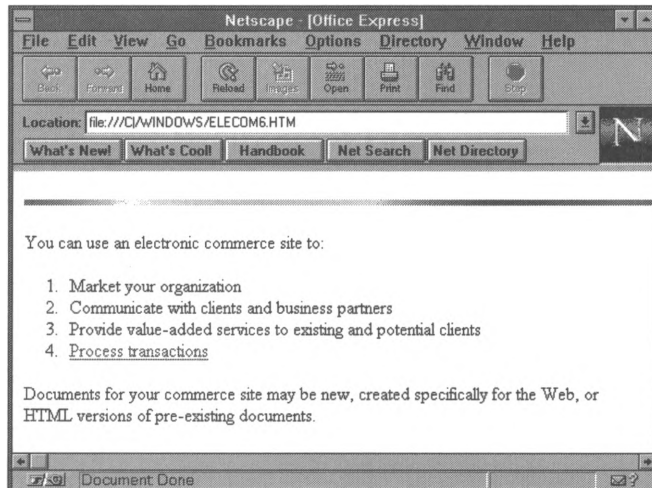 Netscape - [Office Express]
File Edit View Go Bookmarks Options Directory Window Help
Back Forward Home Reload Images Open Print Find Stop
Location: file:///C|/WINDOWS/ELECOM6.HTM
N
What's New! What's Cool! Handbook Net Search Net Directory
You can use an electronic commerce site to:
1. Market your organization
2. Communicate with clients and business partners
3. Provide value-added services to existing and potential clients
4. Process transactions
Documents for your commerce site may be new, created specifically for the Web, or
HTML versions of pre-existing documents.
Document Done
?